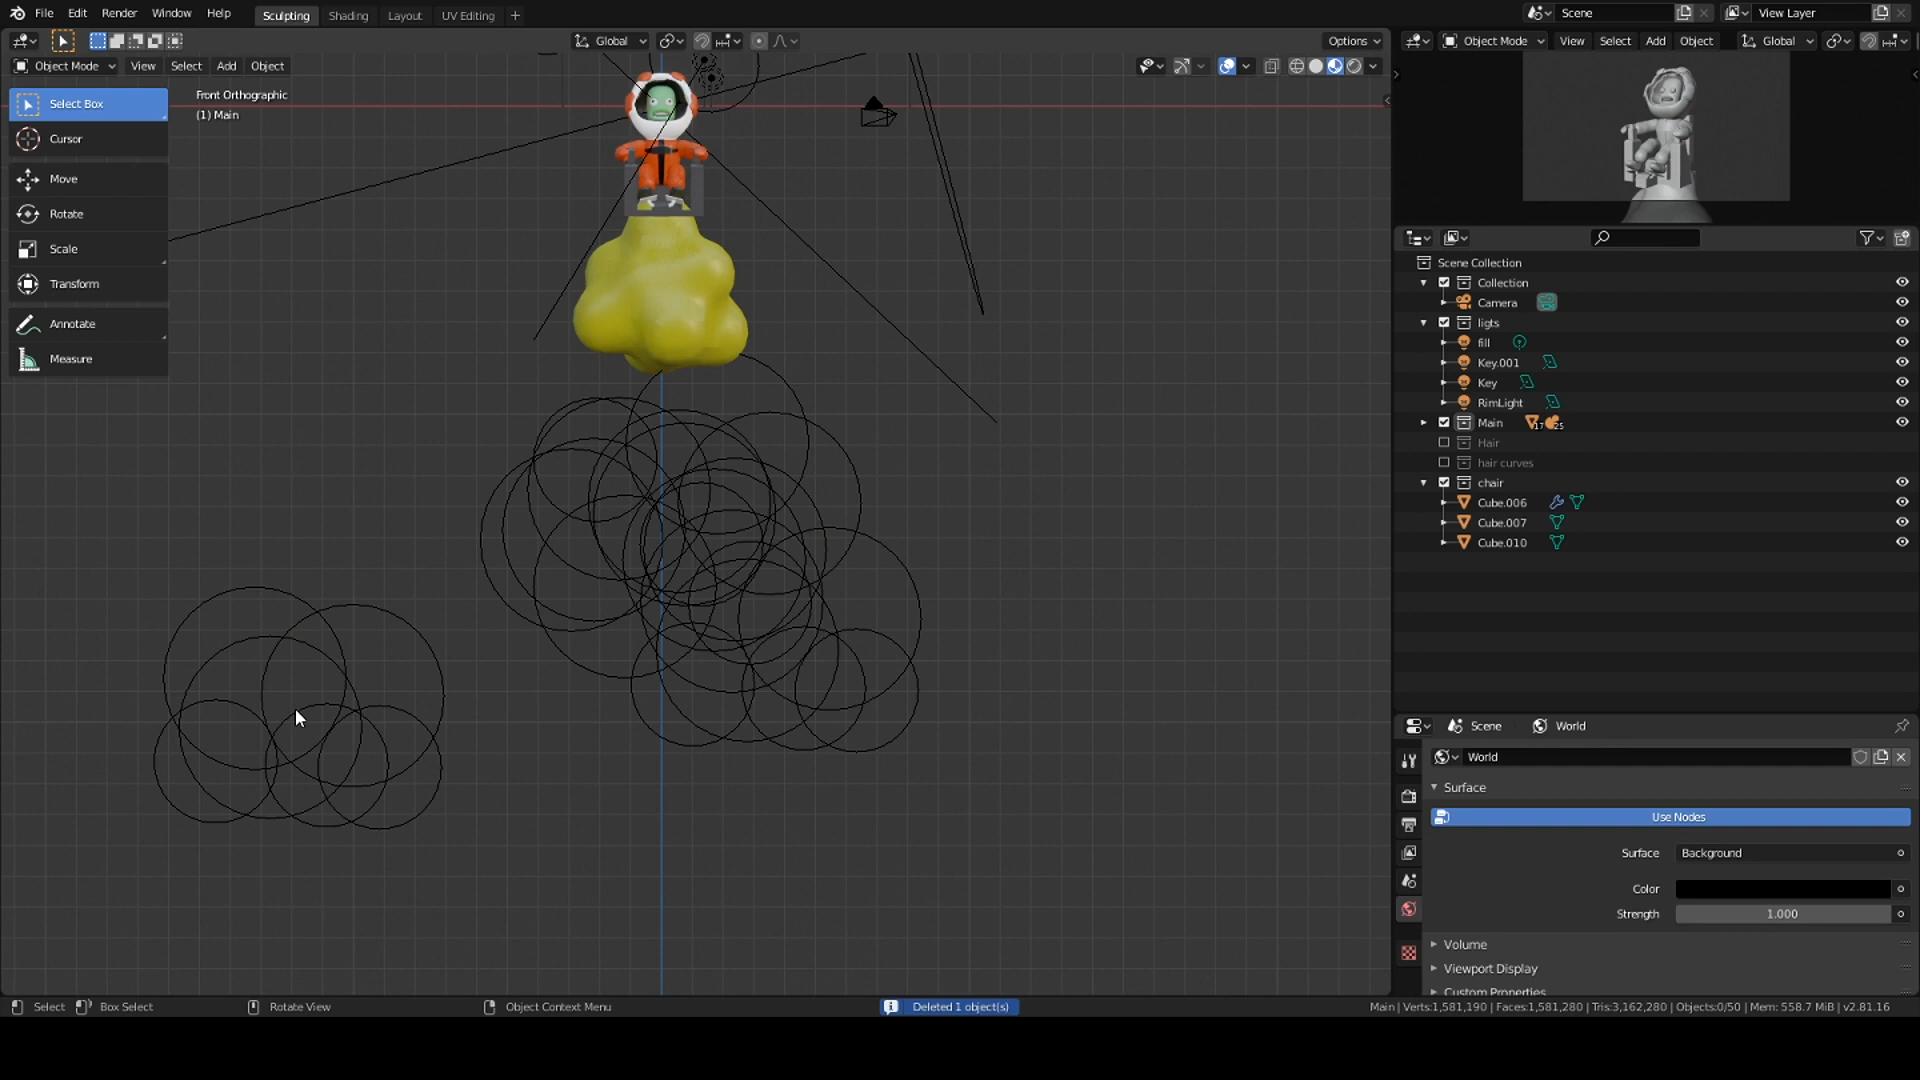 File Edit Render Window Help Sculpting Shading Layout UV Editing + Scene View Layer
Global Options Object Mode View Select Add Object Global
Object Mode View Select Add Object
Select Box
Cursor
Move
Rotate
Scale
Transform
Annotate
Measure
Front Orthographic
(1) Main
Scene Collection
Collection
Camera
ligts
fill
Key.001
Key
RimLight
Main 17 25
Hair
hair curves
chair
Cube.006
Cube.007
Cube.010
Scene World
World
Surface
Use Nodes
Surface Background
Color
Strength 1.000
Volume
Viewport Display
Custom Properties
Select Box Select Rotate View Object Context Menu Deleted 1 object(s) Main | Verts:1,581,190 | Faces:1,581,280 | Tris:3,162,280 | Objects:0/50 | Mem: 558.7 MiB | v2.81.16